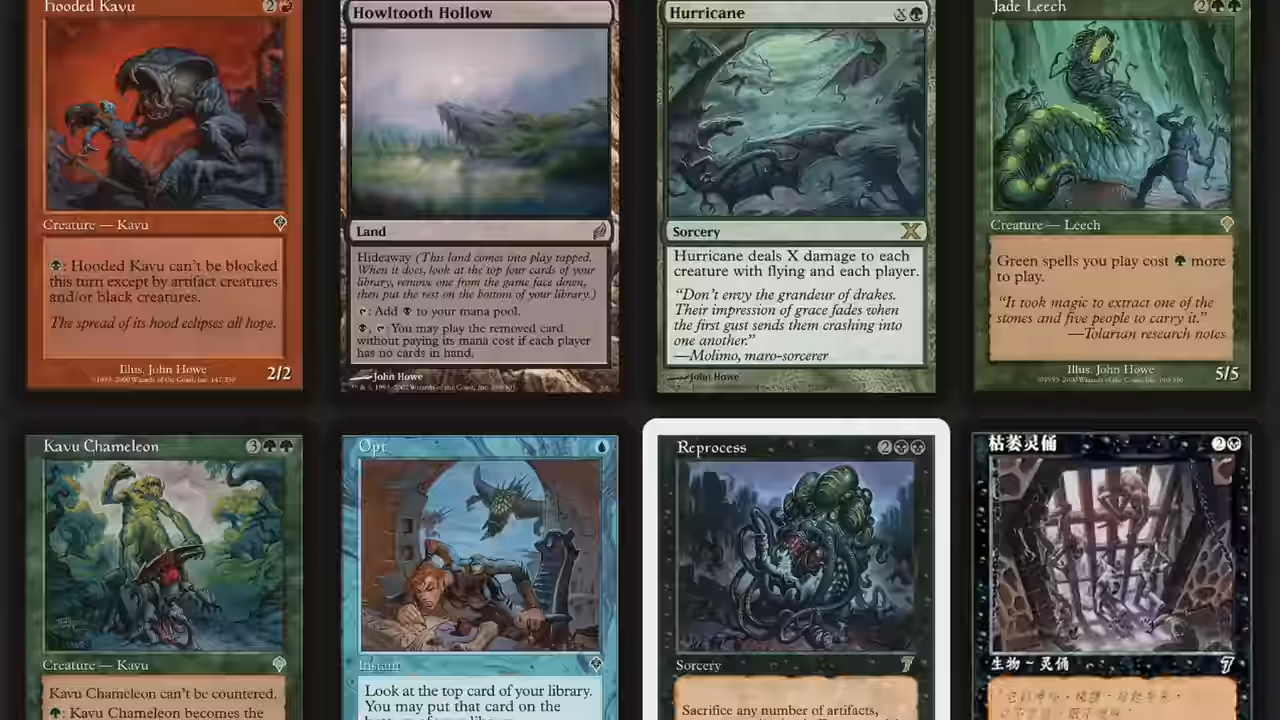 Hooded Kavu
2
Creature — Kavu
: Hooded Kavu can't be blocked
this turn except by artifact creatures
and/or black creatures.
The spread of its hood eclipses all hope.
Illus. John Howe
2/2
Howltooth Hollow
Land
Hideaway (This land comes into play tapped.
When it does, look at the top four cards of your
library, remove one from the game face down,
then put the rest on the bottom of your library.)
: Add to your mana pool.
, : You may play the removed card
without paying its mana cost if each player
has no cards in hand.
John Howe
Hurricane
X
Sorcery
Hurricane deals X damage to each
creature with flying and each player.
"Don't envy the grandeur of drakes.
Their impression of grace fades when
the first gust sends them crashing into
one another."
—Molimo, maro-sorcerer
John Howe
Jade Leech
2
Creature — Leech
Green spells you play cost more
to play.
"It took magic to extract one of the
stones and five people to carry it."
—Tolarian research notes
Illus. John Howe
5/5
Kavu Chameleon
3
Creature — Kavu
Kavu Chameleon can't be countered.
: Kavu Chameleon becomes the
Opt
Instant
Look at the top card of your library.
You may put that card on the
Reprocess
2
Sorcery
7
Sacrifice any number of artifacts,
枯萎灵俑
2
生物～灵俑
7